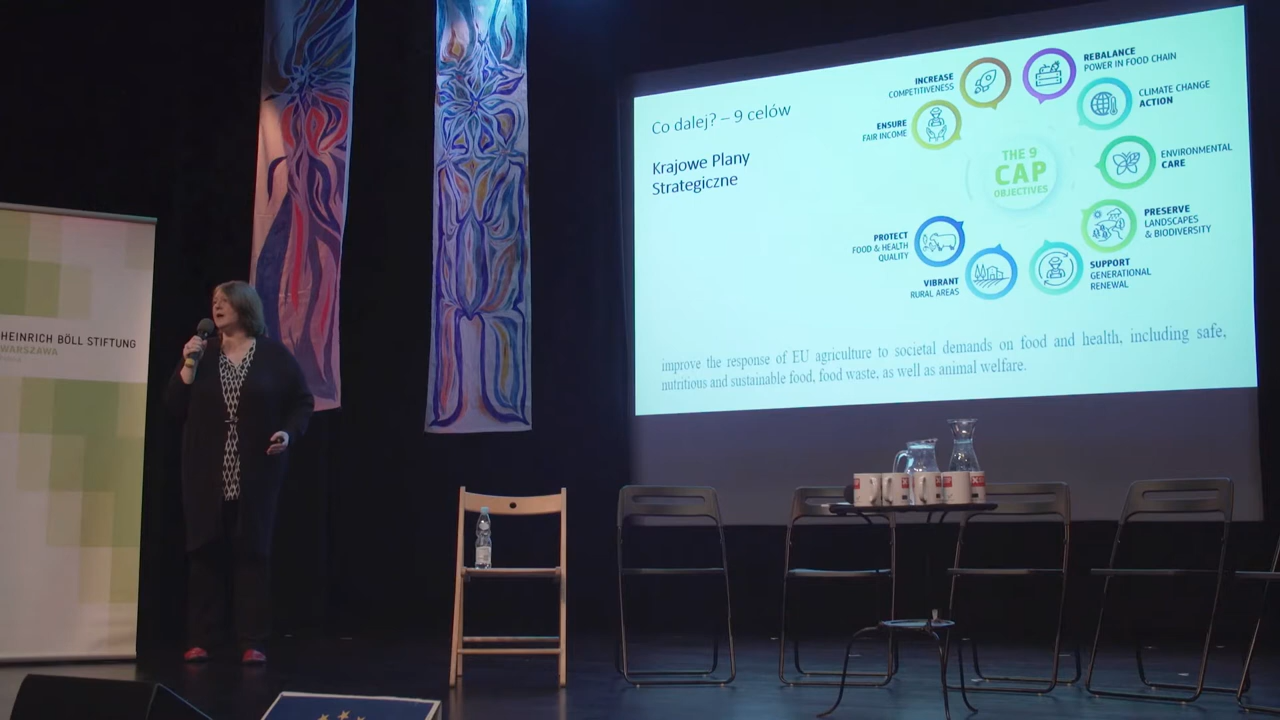 HEINRICH BÖLL STIFTUNG
WARSZAWA
Co dalej? – 9 celów
Krajowe Plany
Strategiczne
INCREASE
COMPETITIVENESS
REBALANCE
POWER IN FOOD CHAIN
ENSURE
FAIR INCOME
CLIMATE CHANGE
ACTION
THE 9
CAP
OBJECTIVES
ENVIRONMENTAL
CARE
PROTECT
FOOD & HEALTH
QUALITY
PRESERVE
LANDSCAPES
& BIODIVERSITY
VIBRANT
RURAL AREAS
SUPPORT
GENERATIONAL
RENEWAL
improve the response of EU agriculture to societal demands on food and health, including safe,
nutritious and sustainable food, food waste, as well as animal welfare.